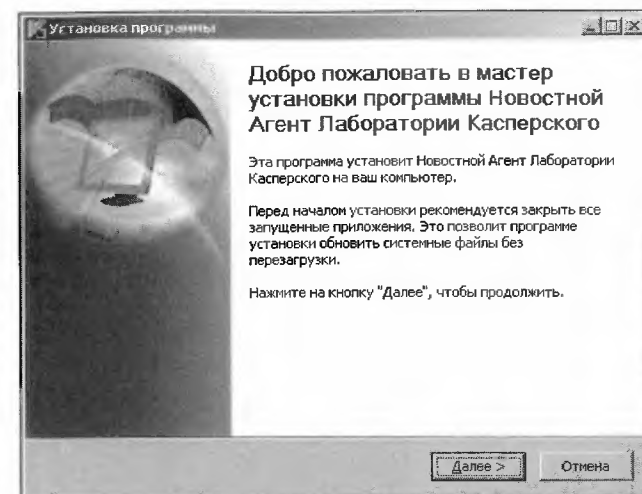 Установка программы
Добро пожаловать в мастер
установки программы Новостной
Агент Лаборатории Касперского
Эта программа установит Новостной Агент Лаборатории
Касперского на ваш компьютер.
Перед началом установки рекомендуется закрыть все
запущенные приложения. Это позволит программе
установки обновить системные файлы без
перезагрузки.
Нажмите на кнопку "Далее", чтобы продолжить.
Далее >
Отмена